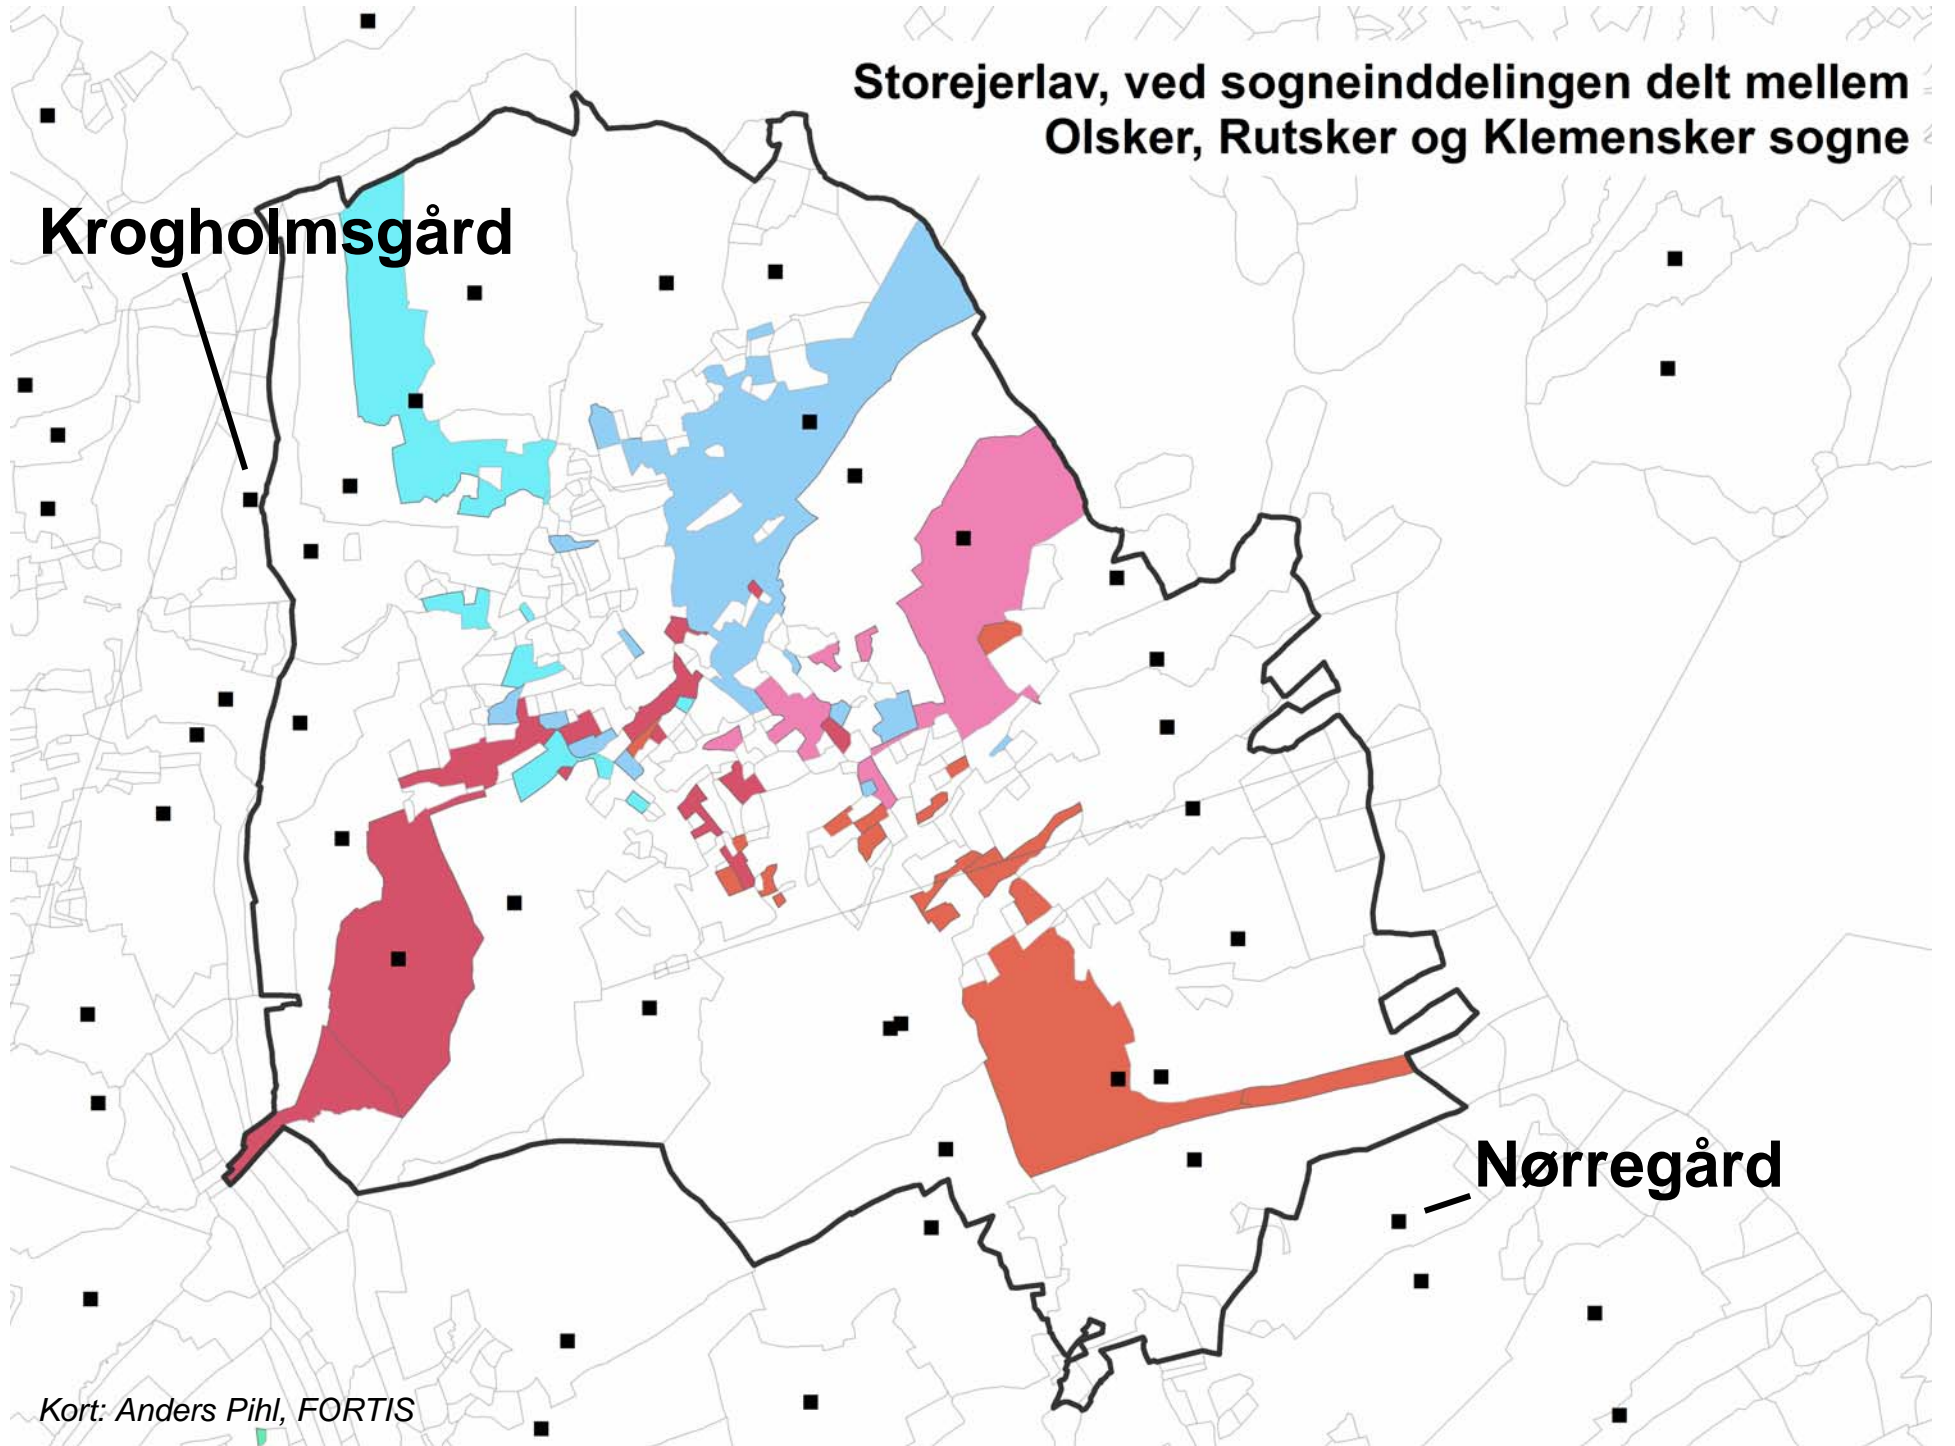 Storejerlav, ved sogneinddelingen delt mellem
Olsker, Rutsker og Klemensker sogne
Krogholmsgård
Nørregård
Kort: Anders Pihl, FORTIS